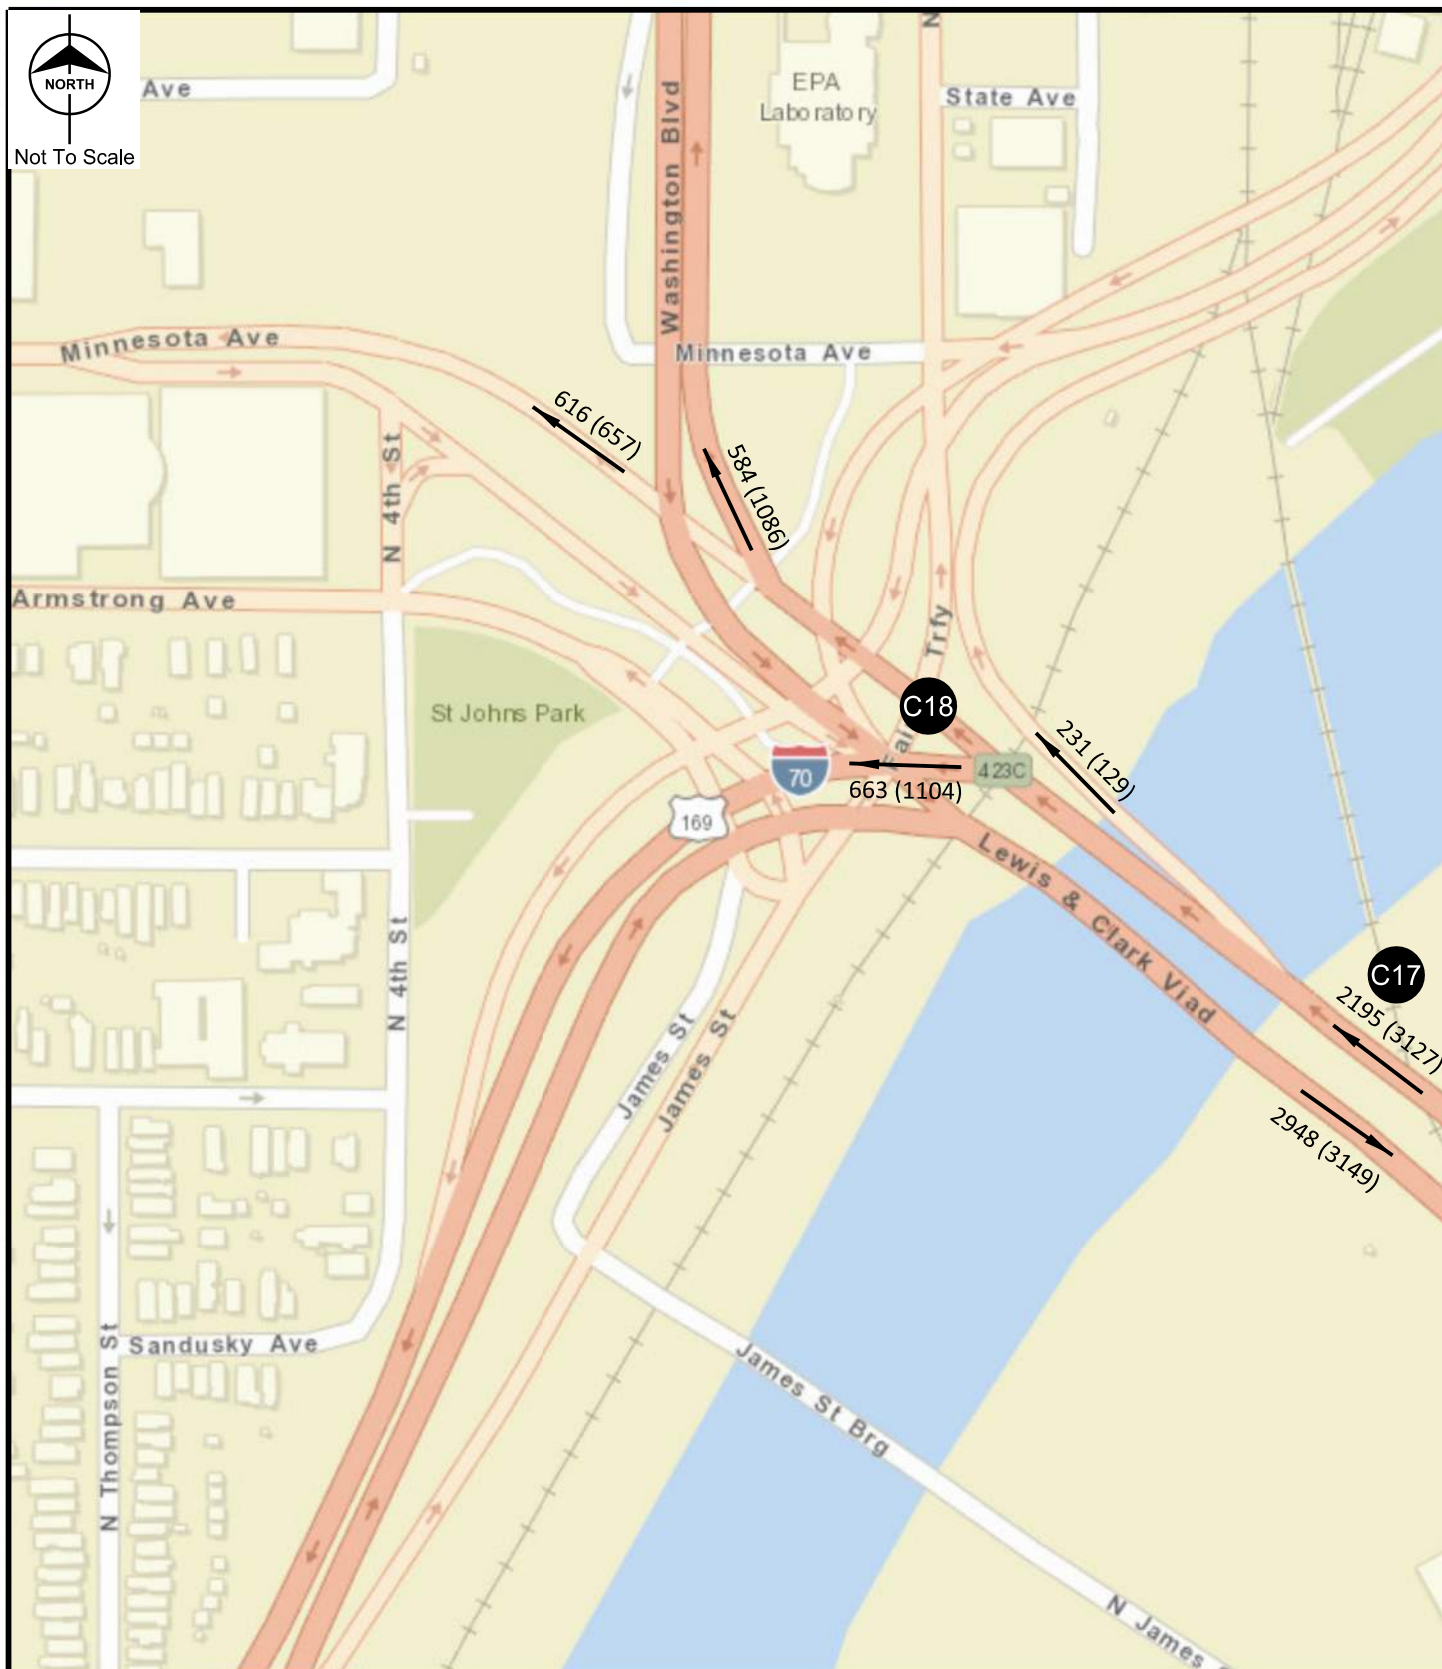 N
NORTH
Not To Scale
Ave
EPA
Laboratory
State Ave
Washington Blvd
Minnesota Ave
Minnesota Ave
616 (657)
584 (1086)
N 4th St
Armstrong Ave
Trfy
St Johns Park
C18
70
423C
231 (129)
663 (1104)
169
Lewis & Clark Viad
C17
2195 (3127)
N 4th St
James St
James St
2948 (3149)
Sandusky Ave
N Thompson St
James St Brg
N James